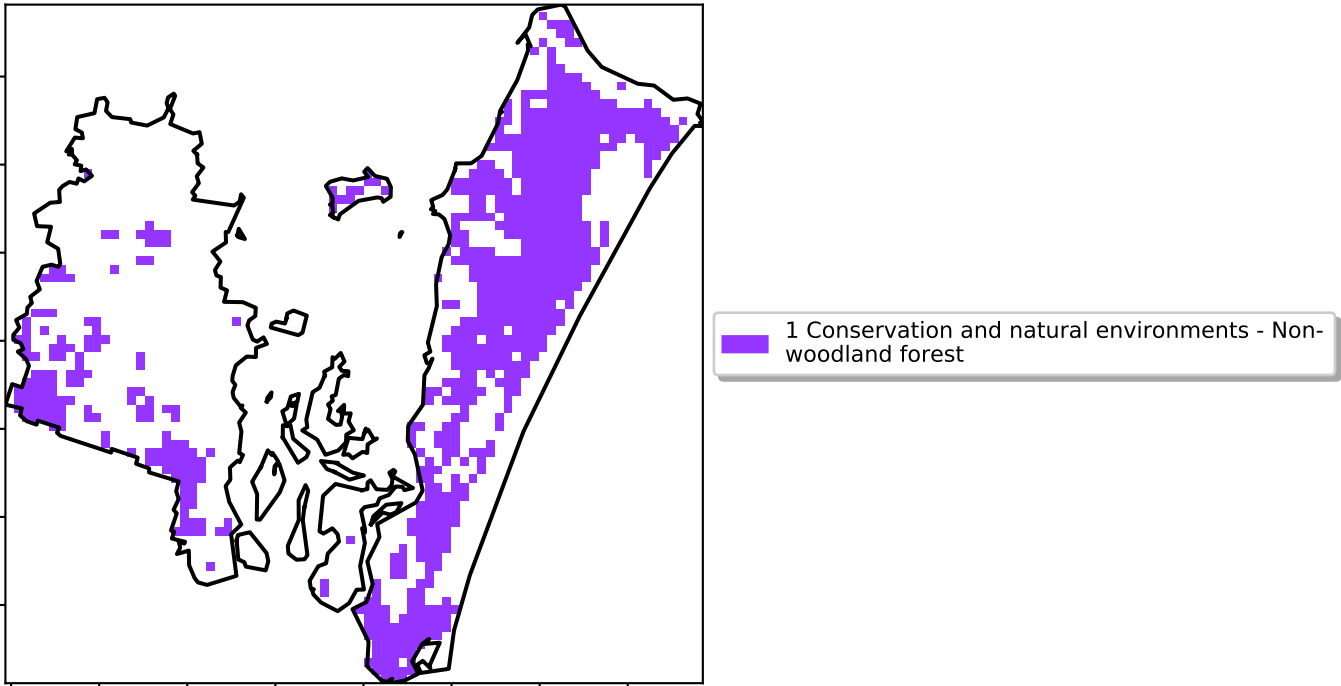 1 Conservation and natural environments - Non-
woodland forest